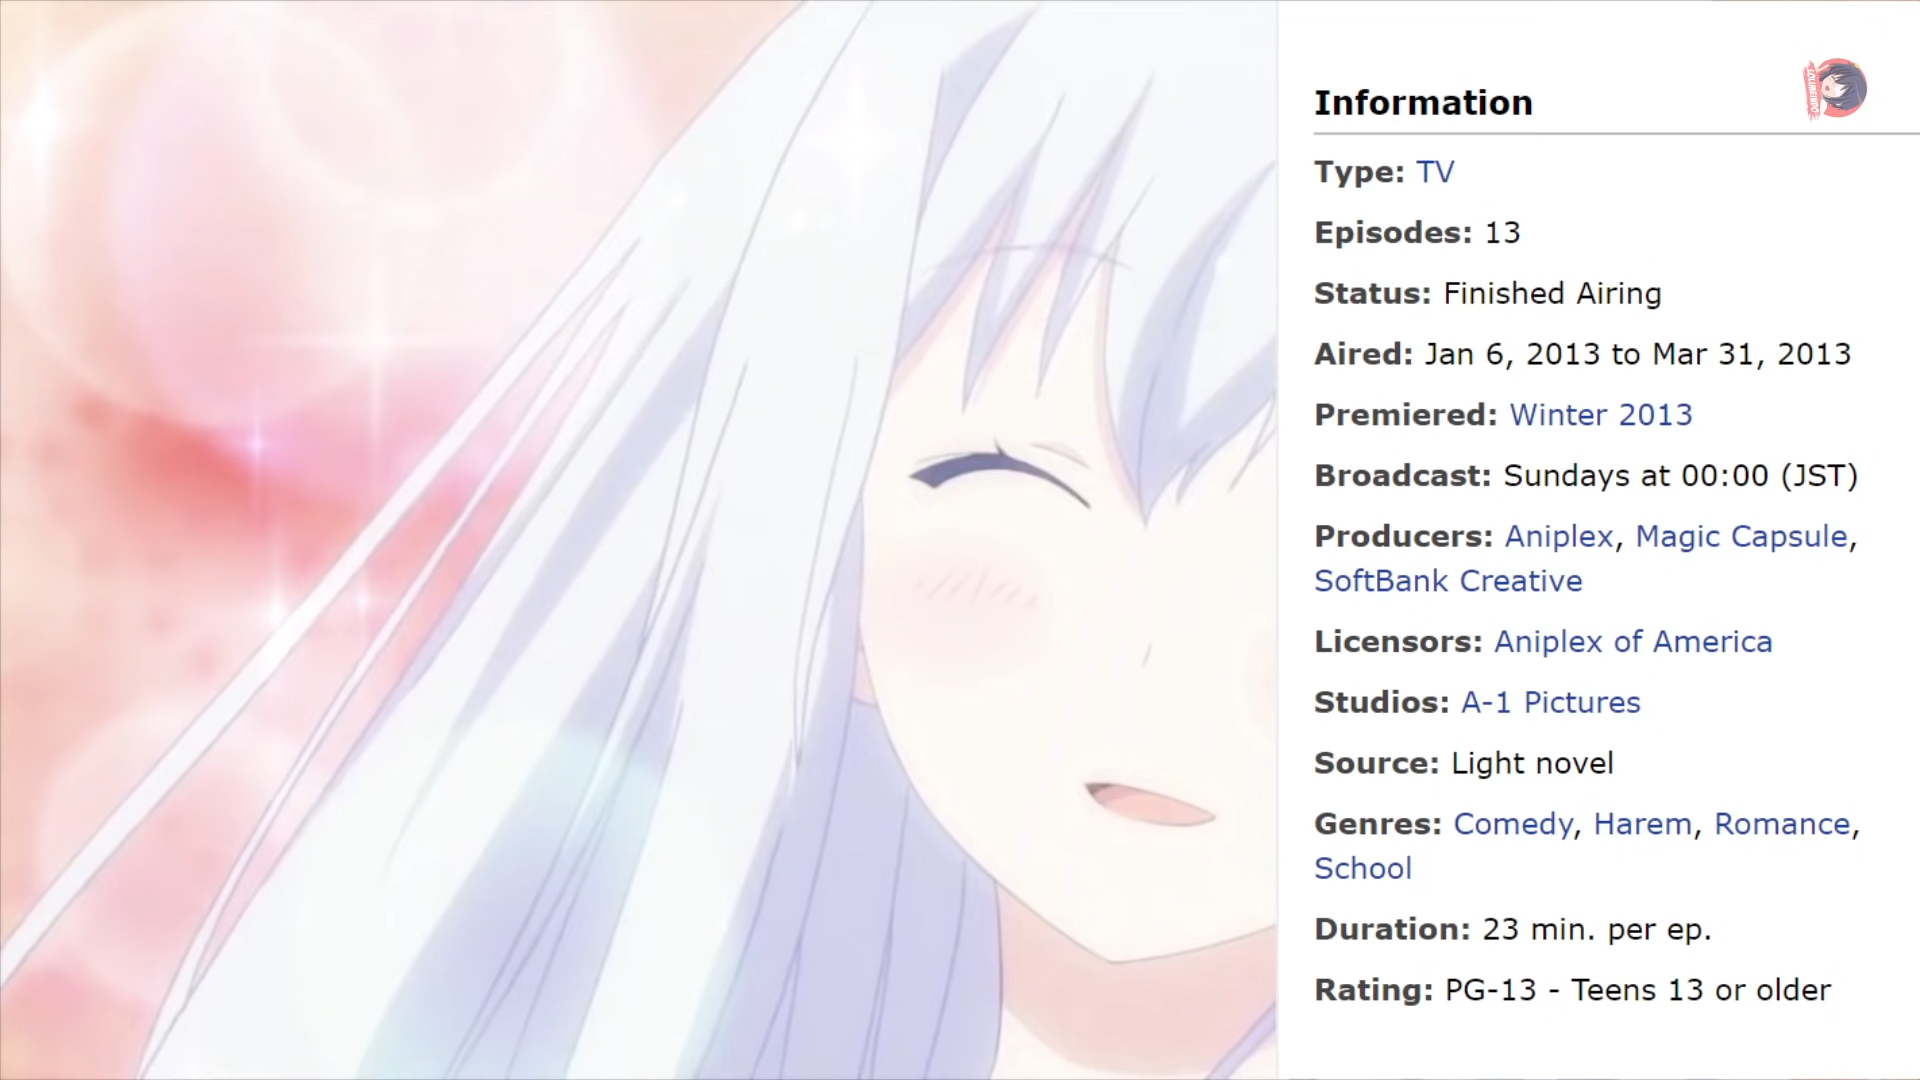 Information
Type: TV
Episodes: 13
Status: Finished Airing
Aired: Jan 6, 2013 to Mar 31, 2013
Premiered: Winter 2013
Broadcast: Sundays at 00:00 (JST)
Producers: Aniplex, Magic Capsule,
SoftBank Creative
Licensors: Aniplex of America
Studios: A-1 Pictures
Source: Light novel
Genres: Comedy, Harem, Romance,
School
Duration: 23 min. per ep.
Rating: PG-13 - Teens 13 or older